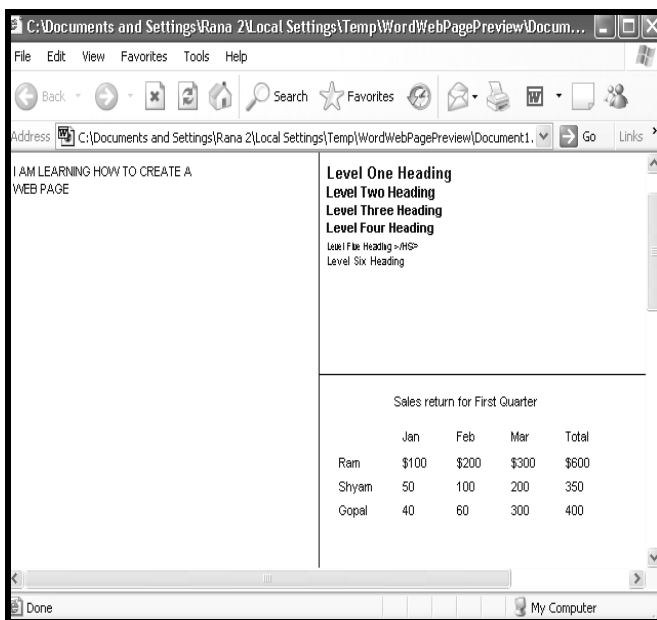 C:\Documents and Settings\Rana 2\Local Settings\Temp\WordWebPagePreview\Docum...
File Edit View Favorites Tools Help
Back Search Favorites
Address C:\Documents and Settings\Rana 2\Local Settings\Temp\WordWebPagePreview\Document1. Go Links »
I AM LEARNING HOW TO CREATE A
WEB PAGE
Level One Heading
Level Two Heading
Level Three Heading
Level Four Heading
Level Five Heading >/HS>
Level Six Heading
Sales return for First Quarter
Jan Feb Mar Total
Ram $100 $200 $300 $600
Shyam 50 100 200 350
Gopal 40 60 300 400
Done My Computer